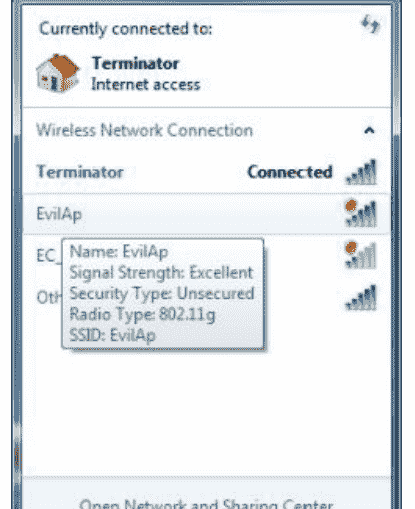 Currently connected to:
Terminator
Internet access
Wireless Network Connection
Terminator Connected
EvilAp
EC_
Name: EvilAp
Signal Strength: Excellent
Security Type: Unsecured
Radio Type: 802.11g
SSID: EvilAp
Oth
Open Network and Sharing Center